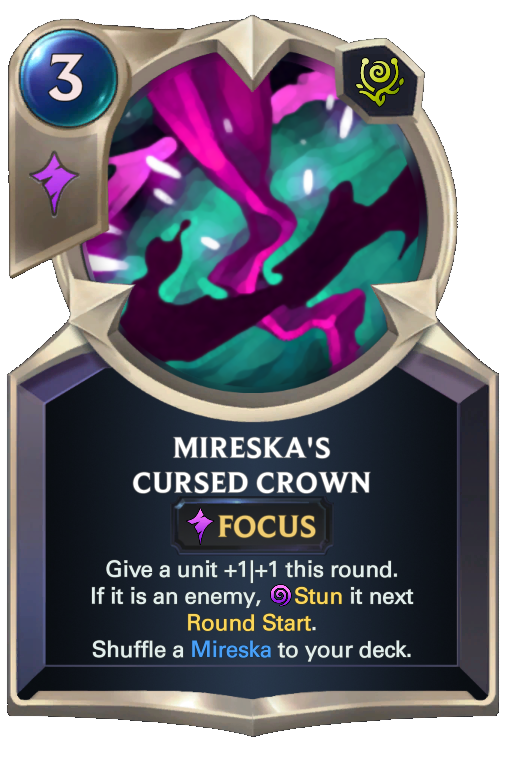 3
MIRESKA'S
CURSED CROWN
FOCUS
Give a unit +1|+1 this round.
If it is an enemy, Stun it next
Round Start.
Shuffle a Mireska to your deck.